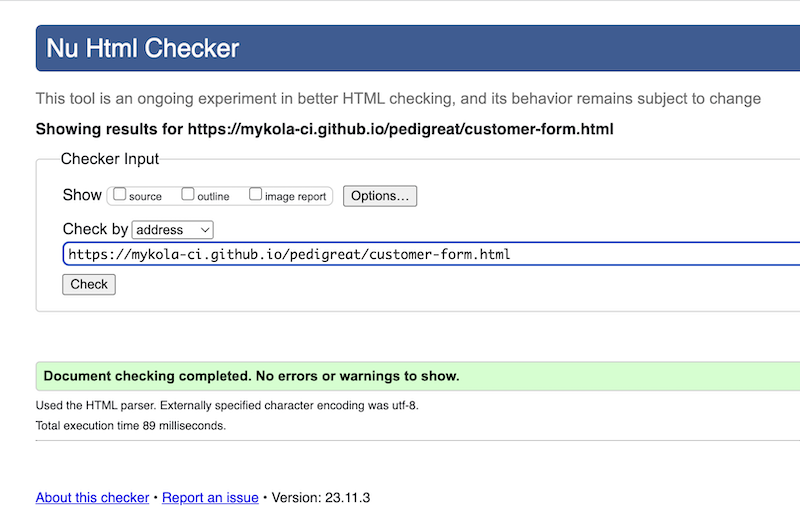 Nu Html Checker
This tool is an ongoing experiment in better HTML checking, and its behavior remains subject to change
Showing results for https://mykola-ci.github.io/pedigreat/customer-form.html
Checker Input
Show source outline image report Options...
Check by address
https://mykola-ci.github.io/pedigreat/customer-form.html
Check
Document checking completed. No errors or warnings to show.
Used the HTML parser. Externally specified character encoding was utf-8.
Total execution time 89 milliseconds.
About this checker • Report an issue • Version: 23.11.3